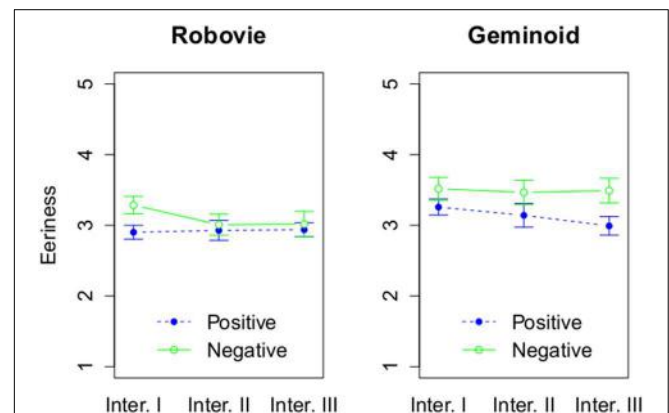 Robovie
Geminoid
Eeriness
5
4
3
2
1
Positive
Negative
Inter. I Inter. II Inter. III
5
4
3
2
1
Positive
Negative
Inter. I Inter. II Inter. III